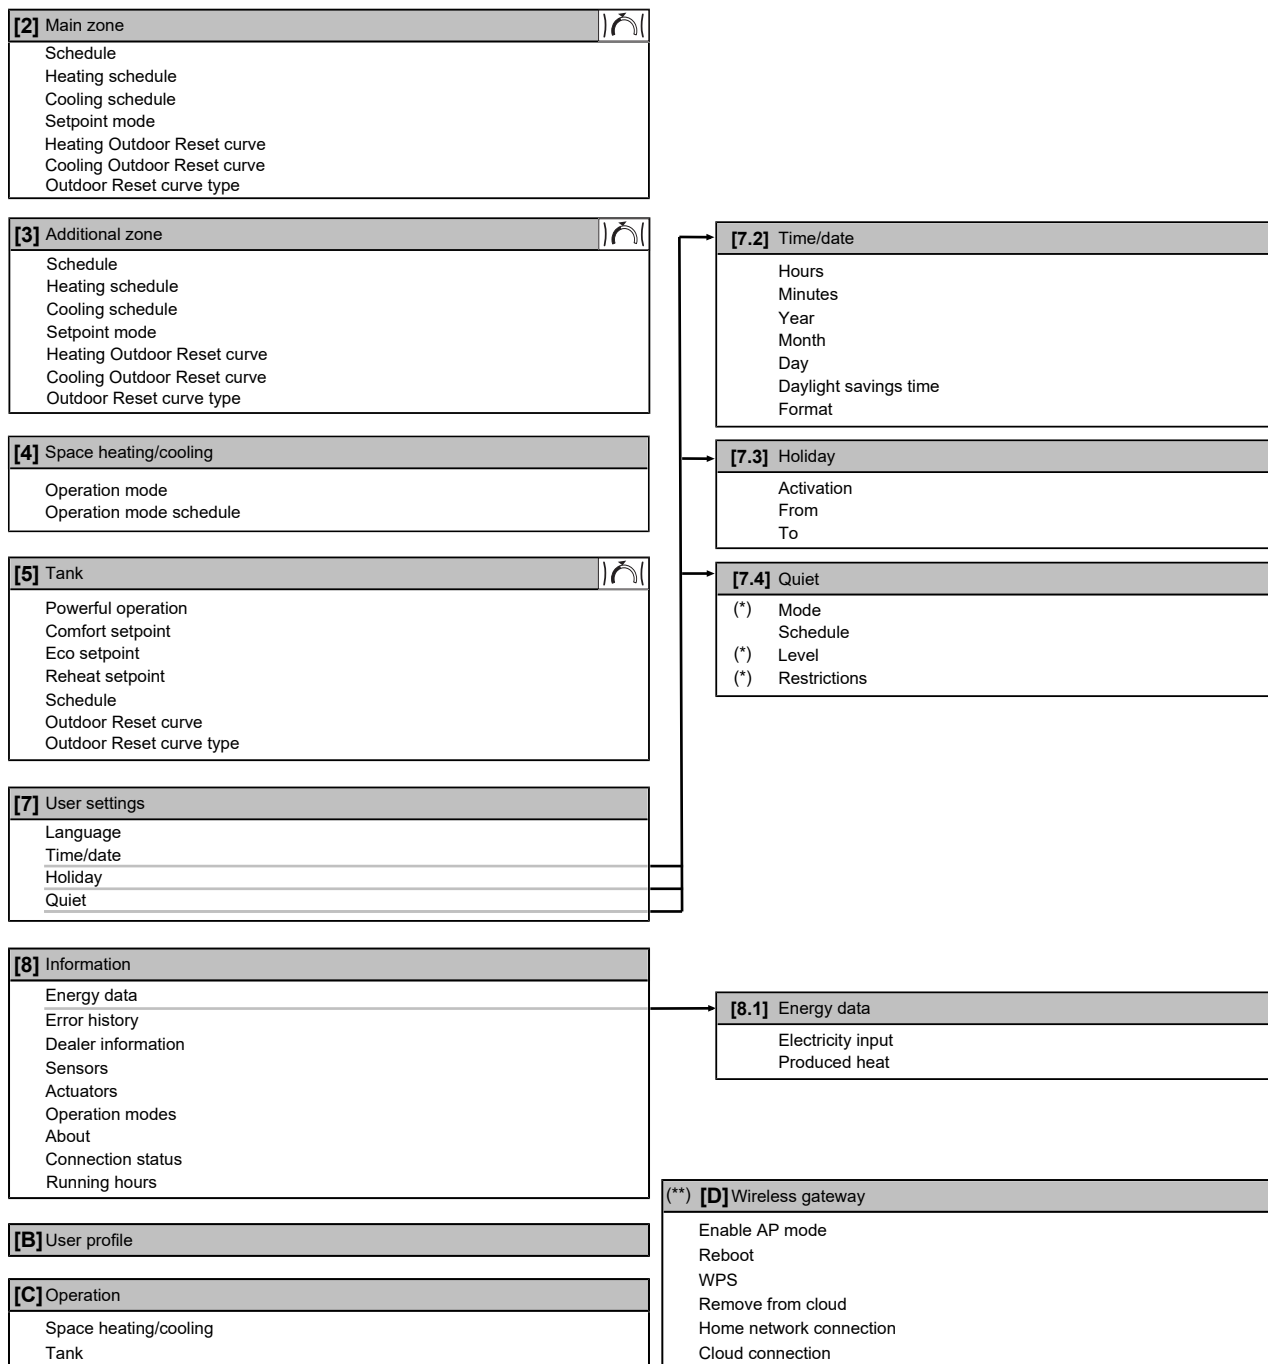 [2] Main zone
Schedule
Heating schedule
Cooling schedule
Setpoint mode
Heating Outdoor Reset curve
Cooling Outdoor Reset curve
Outdoor Reset curve type
[3] Additional zone
Schedule
Heating schedule
Cooling schedule
Setpoint mode
Heating Outdoor Reset curve
Cooling Outdoor Reset curve
Outdoor Reset curve type
[4] Space heating/cooling
Operation mode
Operation mode schedule
[5] Tank
Powerful operation
Comfort setpoint
Eco setpoint
Reheat setpoint
Schedule
Outdoor Reset curve
Outdoor Reset curve type
[7] User settings
Language
Time/date
Holiday
Quiet
[7.2] Time/date
Hours
Minutes
Year
Month
Day
Daylight savings time
Format
[7.3] Holiday
Activation
From
To
[7.4] Quiet
(*) Mode
Schedule
(*) Level
(*) Restrictions
[8] Information
Energy data
Error history
Dealer information
Sensors
Actuators
Operation modes
About
Connection status
Running hours
[8.1] Energy data
Electricity input
Produced heat
[B] User profile
[C] Operation
Space heating/cooling
Tank
(**) [D] Wireless gateway
Enable AP mode
Reboot
WPS
Remove from cloud
Home network connection
Cloud connection